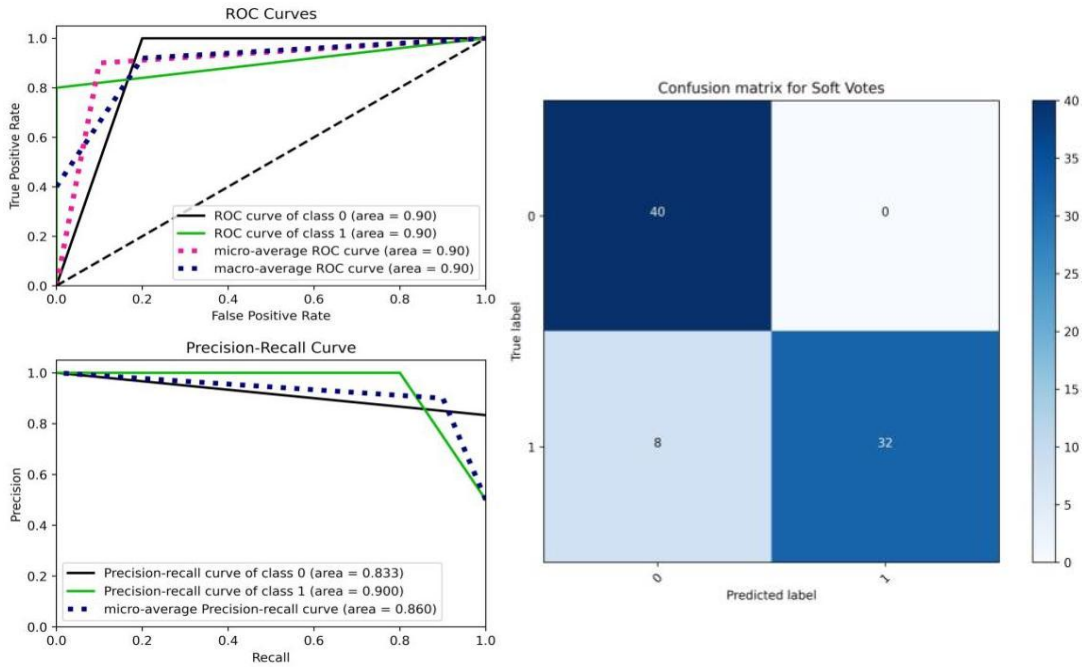 ROC Curves
1.0
0.8
0.6
0.4
0.2
0.0
True Positive Rate
ROC curve of class 0 (area = 0.90)
ROC curve of class 1 (area = 0.90)
micro-average ROC curve (area = 0.90)
macro-average ROC curve (area = 0.90)
0.0 0.2 0.4 0.6 0.8 1.0
False Positive Rate
Precision-Recall Curve
1.0
0.8
0.6
0.4
0.2
0.0
Precision
Precision-recall curve of class 0 (area = 0.833)
Precision-recall curve of class 1 (area = 0.900)
micro-average Precision-recall curve (area = 0.860)
0.0 0.2 0.4 0.6 0.8 1.0
Recall
Confusion matrix for Soft Votes
True label
0
40 0
1
8 32
0 1
Predicted label
40
35
30
25
20
15
10
5
0